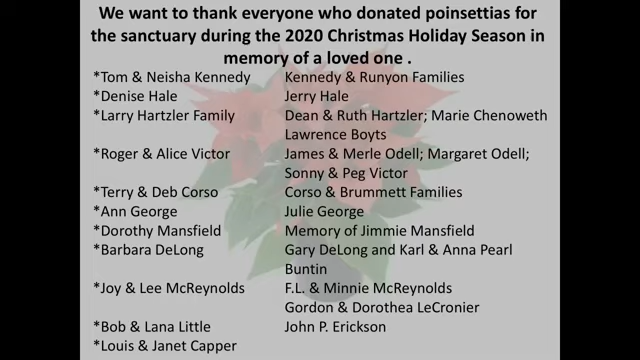 We want to thank everyone who donated poinsettias for
the sanctuary during the 2020 Christmas Holiday Season in
memory of a loved one .
*Tom & Neisha Kennedy Kennedy & Runyon Families
*Denise Hale Jerry Hale
*Larry Hartzler Family Dean & Ruth Hartzler; Marie Chenoweth
Lawrence Boyts
*Roger & Alice Victor James & Merle Odell; Margaret Odell;
Sonny & Peg Victor
*Terry & Deb Corso Corso & Brummett Families
*Ann George Julie George
*Dorothy Mansfield Memory of Jimmie Mansfield
*Barbara DeLong Gary DeLong and Karl & Anna Pearl
Buntin
*Joy & Lee McReynolds F.L. & Minnie McReynolds
Gordon & Dorothea LeCronier
*Bob & Lana Little John P. Erickson
*Louis & Janet Capper